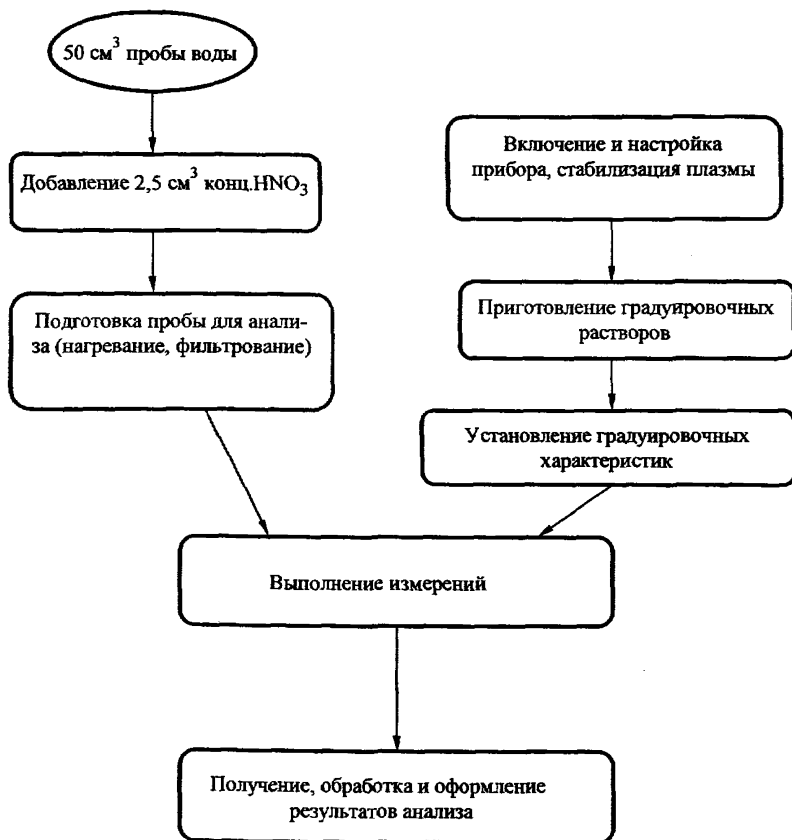 50 см³ пробы воды
Добавление 2,5 см³ конц.HNO₃
Подготовка пробы для анали-
за (нагревание, фильтрование)
Включение и настройка
прибора, стабилизация плазмы
Приготовление градуировочных
растворов
Установление градуировочных
характеристик
Выполнение измерений
Получение, обработка и оформление
результатов анализа